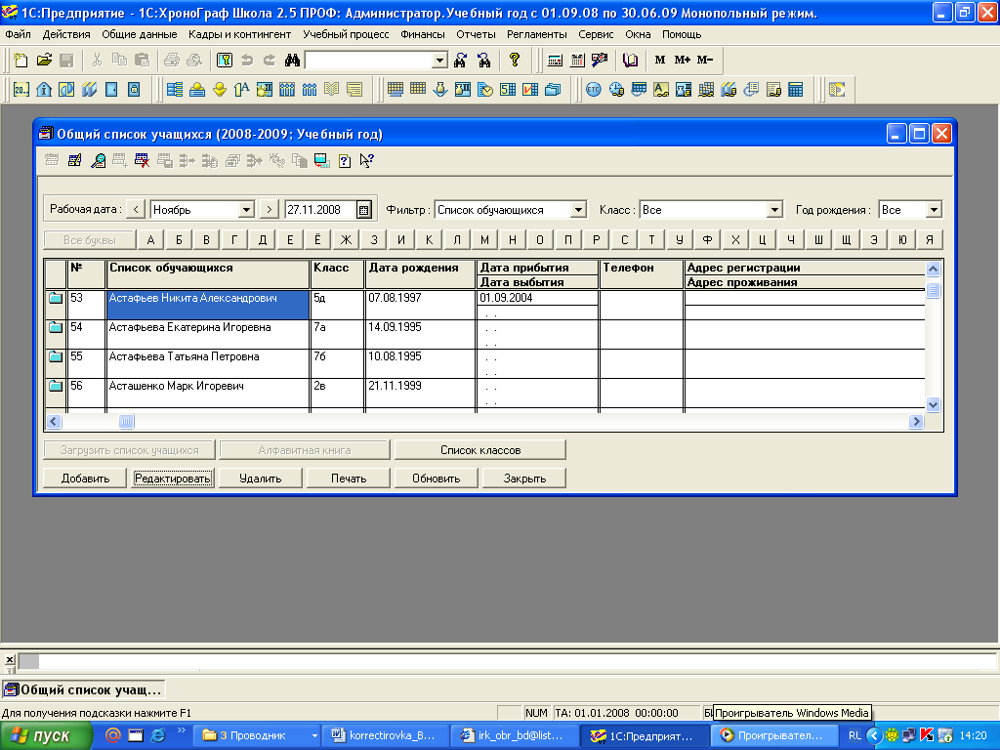 1С:Предприятие - 1С:ХроноГраф Школа 2.5 ПРОФ: Администратор.Учебный год с 01.09.08 по 30.06.09 Монопольный режим.
Файл Действия Общие данные Кадры и контингент Учебный процесс Финансы Отчеты Регламенты Сервис Окна Помощь
M M+ M−
Общий список учащихся (2008-2009; Учебный год)
Рабочая дата : < Ноябрь > 27.11.2008 Фильтр : Список обучающихся Класс : Все Год рождения : Все
Все буквы А Б В Г Д Е Ё Ж З И К Л М Н О П Р С Т У Ф Х Ц Ч Ш Щ Э Ю Я
№ Список обучающихся Класс Дата рождения Дата прибытия Телефон Адрес регистрации
Дата выбытия Адрес проживания
53 Астафьев Никита Александрович 5д 07.08.1997 01.09.2004
. .
54 Астафьева Екатерина Игоревна 7а 14.09.1995 . .
. .
55 Астафьева Татьяна Петровна 7б 10.08.1995 . .
. .
56 Асташенко Марк Игоревич 2в 21.11.1999 . .
. .
Загрузить список учащихся Алфавитная книга Список классов
Добавить Редактировать Удалить Печать Обновить Закрыть
Общий список учащ...
Для получения подсказки нажмите F1 NUM TA: 01.01.2008 00:00:00
Проигрыватель Windows Media
пуск 3 Проводник korrectirovka_B... irk_obr_bd@list... 1С:Предприят... Проигрывател... RL 14:20